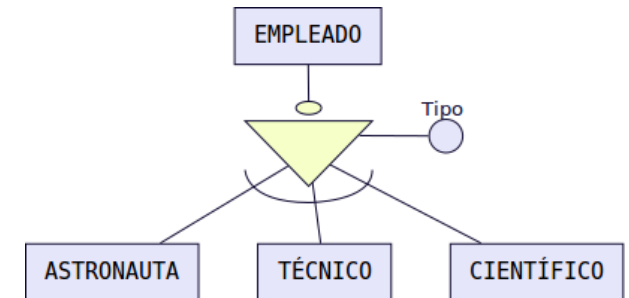 EMPLEADO
Tipo
ASTRONAUTA
TÉCNICO
CIENTÍFICO